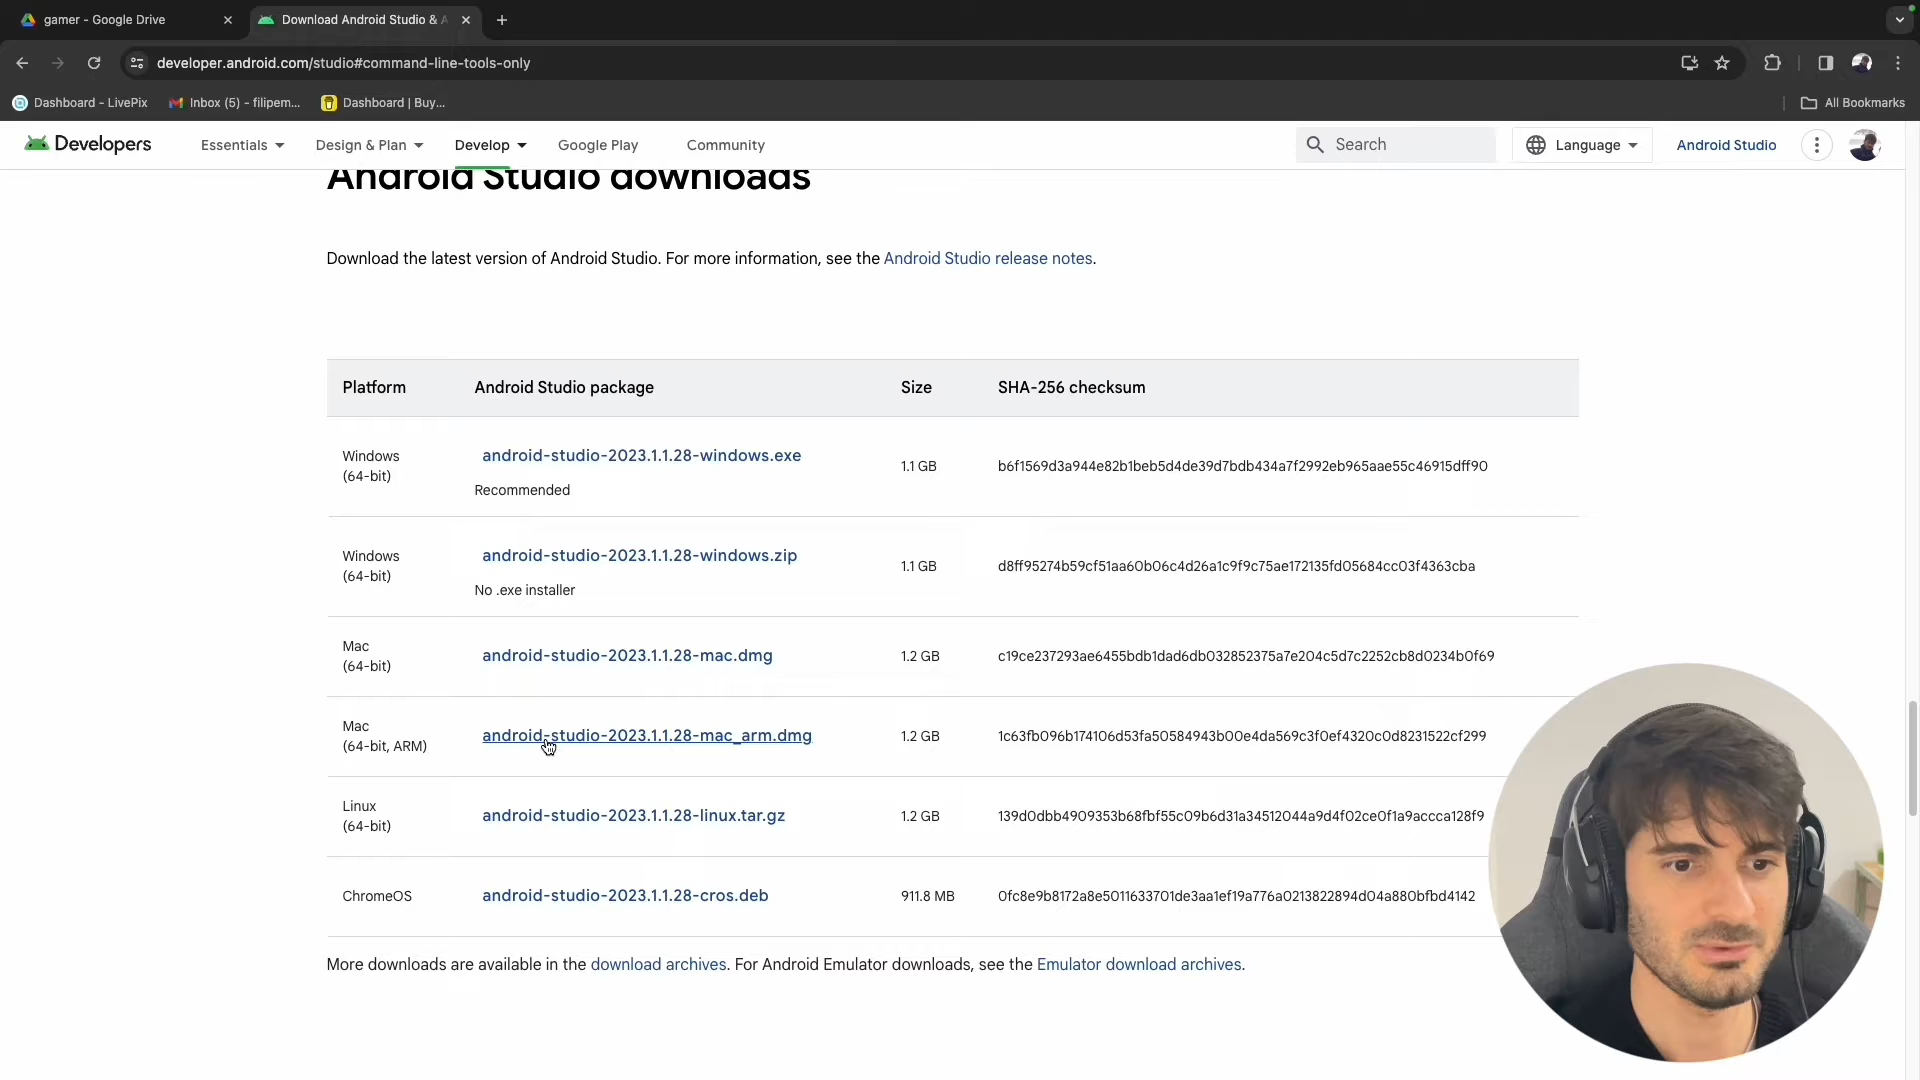 gamer - Google Drive
Download Android Studio & A
developer.android.com/studio#command-line-tools-only
Dashboard - LivePix
Inbox (5) - filipem...
Dashboard | Buy...
All Bookmarks
Developers
Essentials
Design & Plan
Develop
Google Play
Community
Search
Language
Android Studio
Android Studio downloads
Download the latest version of Android Studio. For more information, see the Android Studio release notes.
Platform Android Studio package Size SHA-256 checksum
Windows
(64-bit)
android-studio-2023.1.1.28-windows.exe
Recommended
1.1 GB
b6f1569d3a944e82b1beb5d4de39d7bdb434a7f2992eb965aae55c46915dff90
Windows
(64-bit)
android-studio-2023.1.1.28-windows.zip
No .exe installer
1.1 GB
d8ff95274b59cf51aa60b06c4d26a1c9f9c75ae172135fd05684cc03f4363cba
Mac
(64-bit)
android-studio-2023.1.1.28-mac.dmg
1.2 GB
c19ce237293ae6455bdb1dad6db032852375a7e204c5d7c2252cb8d0234b0f69
Mac
(64-bit, ARM)
android-studio-2023.1.1.28-mac_arm.dmg
1.2 GB
1c63fb096b174106d53fa50584943b00e4da569c3f0ef4320c0d8231522cf299
Linux
(64-bit)
android-studio-2023.1.1.28-linux.tar.gz
1.2 GB
139d0dbb4909353b68fbf55c09b6d31a34512044a9d4f02ce0f1a9accca128f9
ChromeOS
android-studio-2023.1.1.28-cros.deb
911.8 MB
0fc8e9b8172a8e5011633701de3aa1ef19a776a0213822894d04a880bfbd4142
More downloads are available in the download archives. For Android Emulator downloads, see the Emulator download archives.